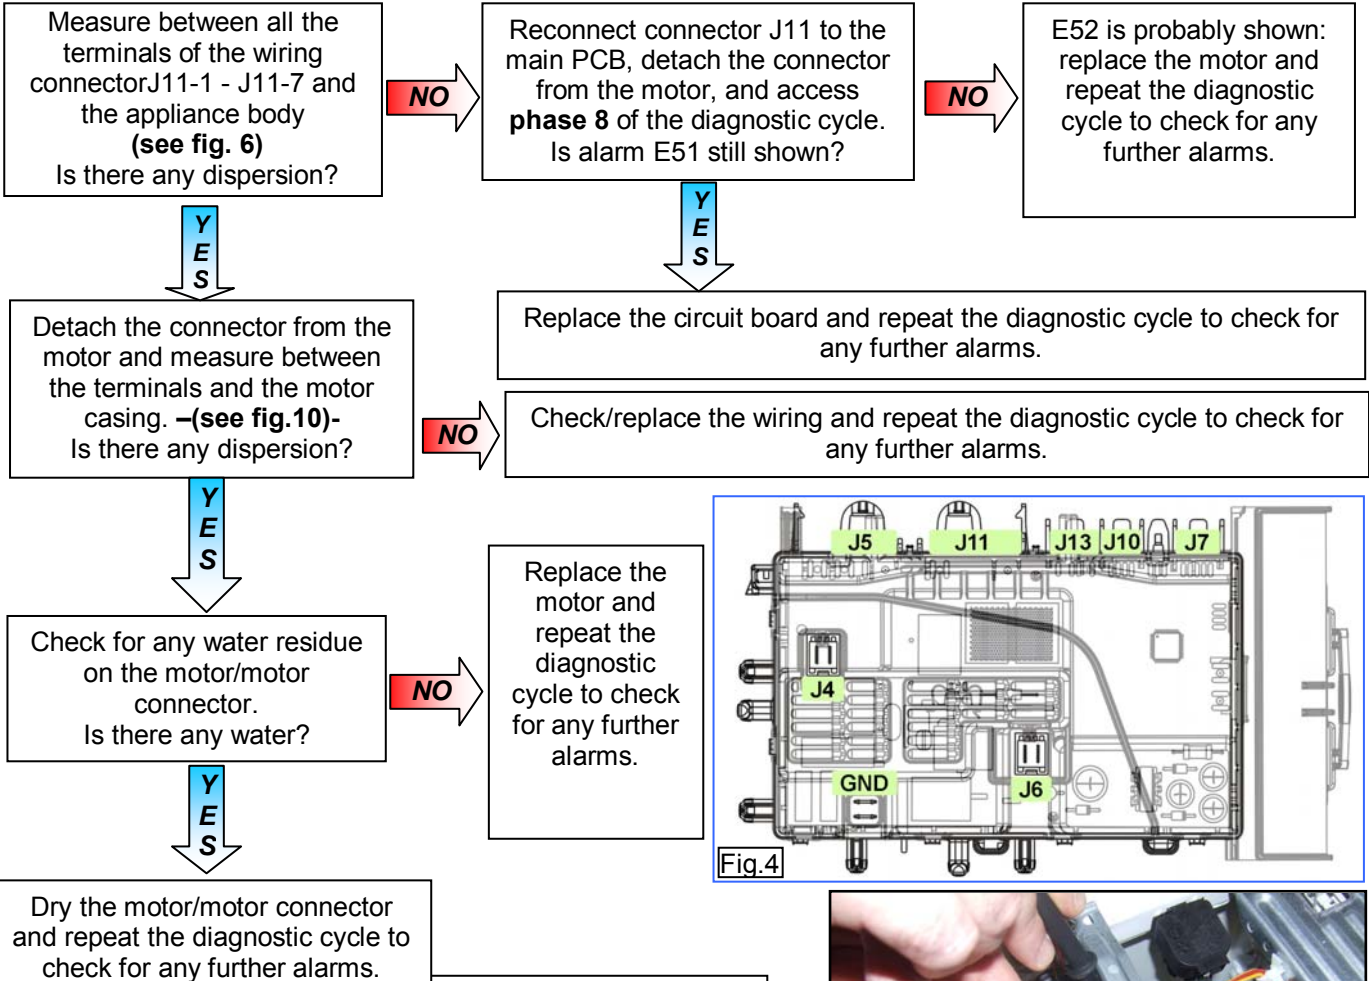 Measure between all the
terminals of the wiring
connectorJ11-1 - J11-7 and
the appliance body
(see fig. 6)
Is there any dispersion?
NO
Reconnect connector J11 to the
main PCB, detach the connector
from the motor, and access
phase 8 of the diagnostic cycle.
Is alarm E51 still shown?
NO
E52 is probably shown:
replace the motor and
repeat the diagnostic
cycle to check for any
further alarms.
Y
E
S
Y
E
S
Replace the circuit board and repeat the diagnostic cycle to check for
any further alarms.
Detach the connector from the
motor and measure between
the terminals and the motor
casing. –(see fig.10)-
Is there any dispersion?
NO
Check/replace the wiring and repeat the diagnostic cycle to check for
any further alarms.
Y
E
S
Check for any water residue
on the motor/motor
connector.
Is there any water?
NO
Replace the
motor and
repeat the
diagnostic
cycle to check
for any further
alarms.
J5
J11
J13
J10
J7
J4
GND
J6
Fig.4
Y
E
S
Dry the motor/motor connector
and repeat the diagnostic cycle to
check for any further alarms.